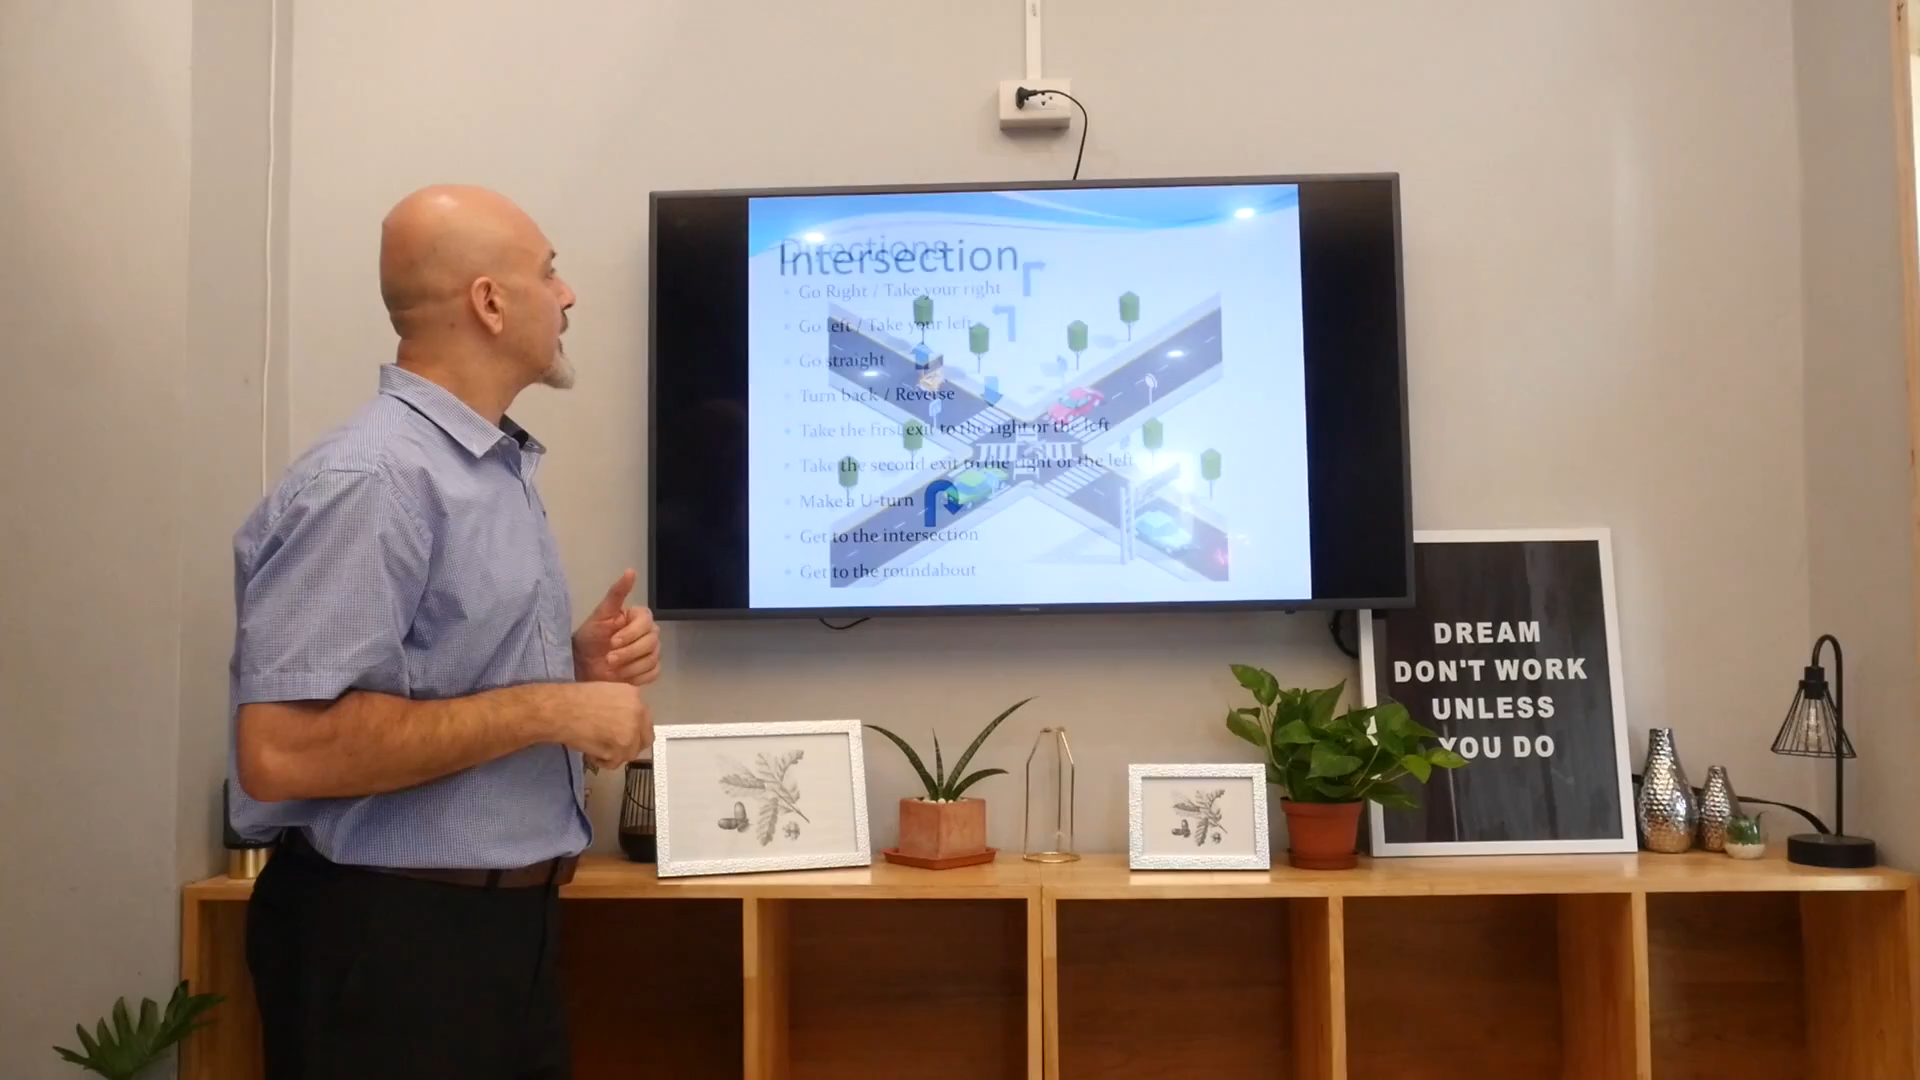 Directions
Intersection
Go Right / Take your right
Go left / Take your left
Go straight
Turn back / Reverse
Take the first exit to the right or the left
Take the second exit to the right or the left
Make a U-turn
Get to the intersection
Get to the roundabout
DREAM
DON'T WORK
UNLESS
YOU DO